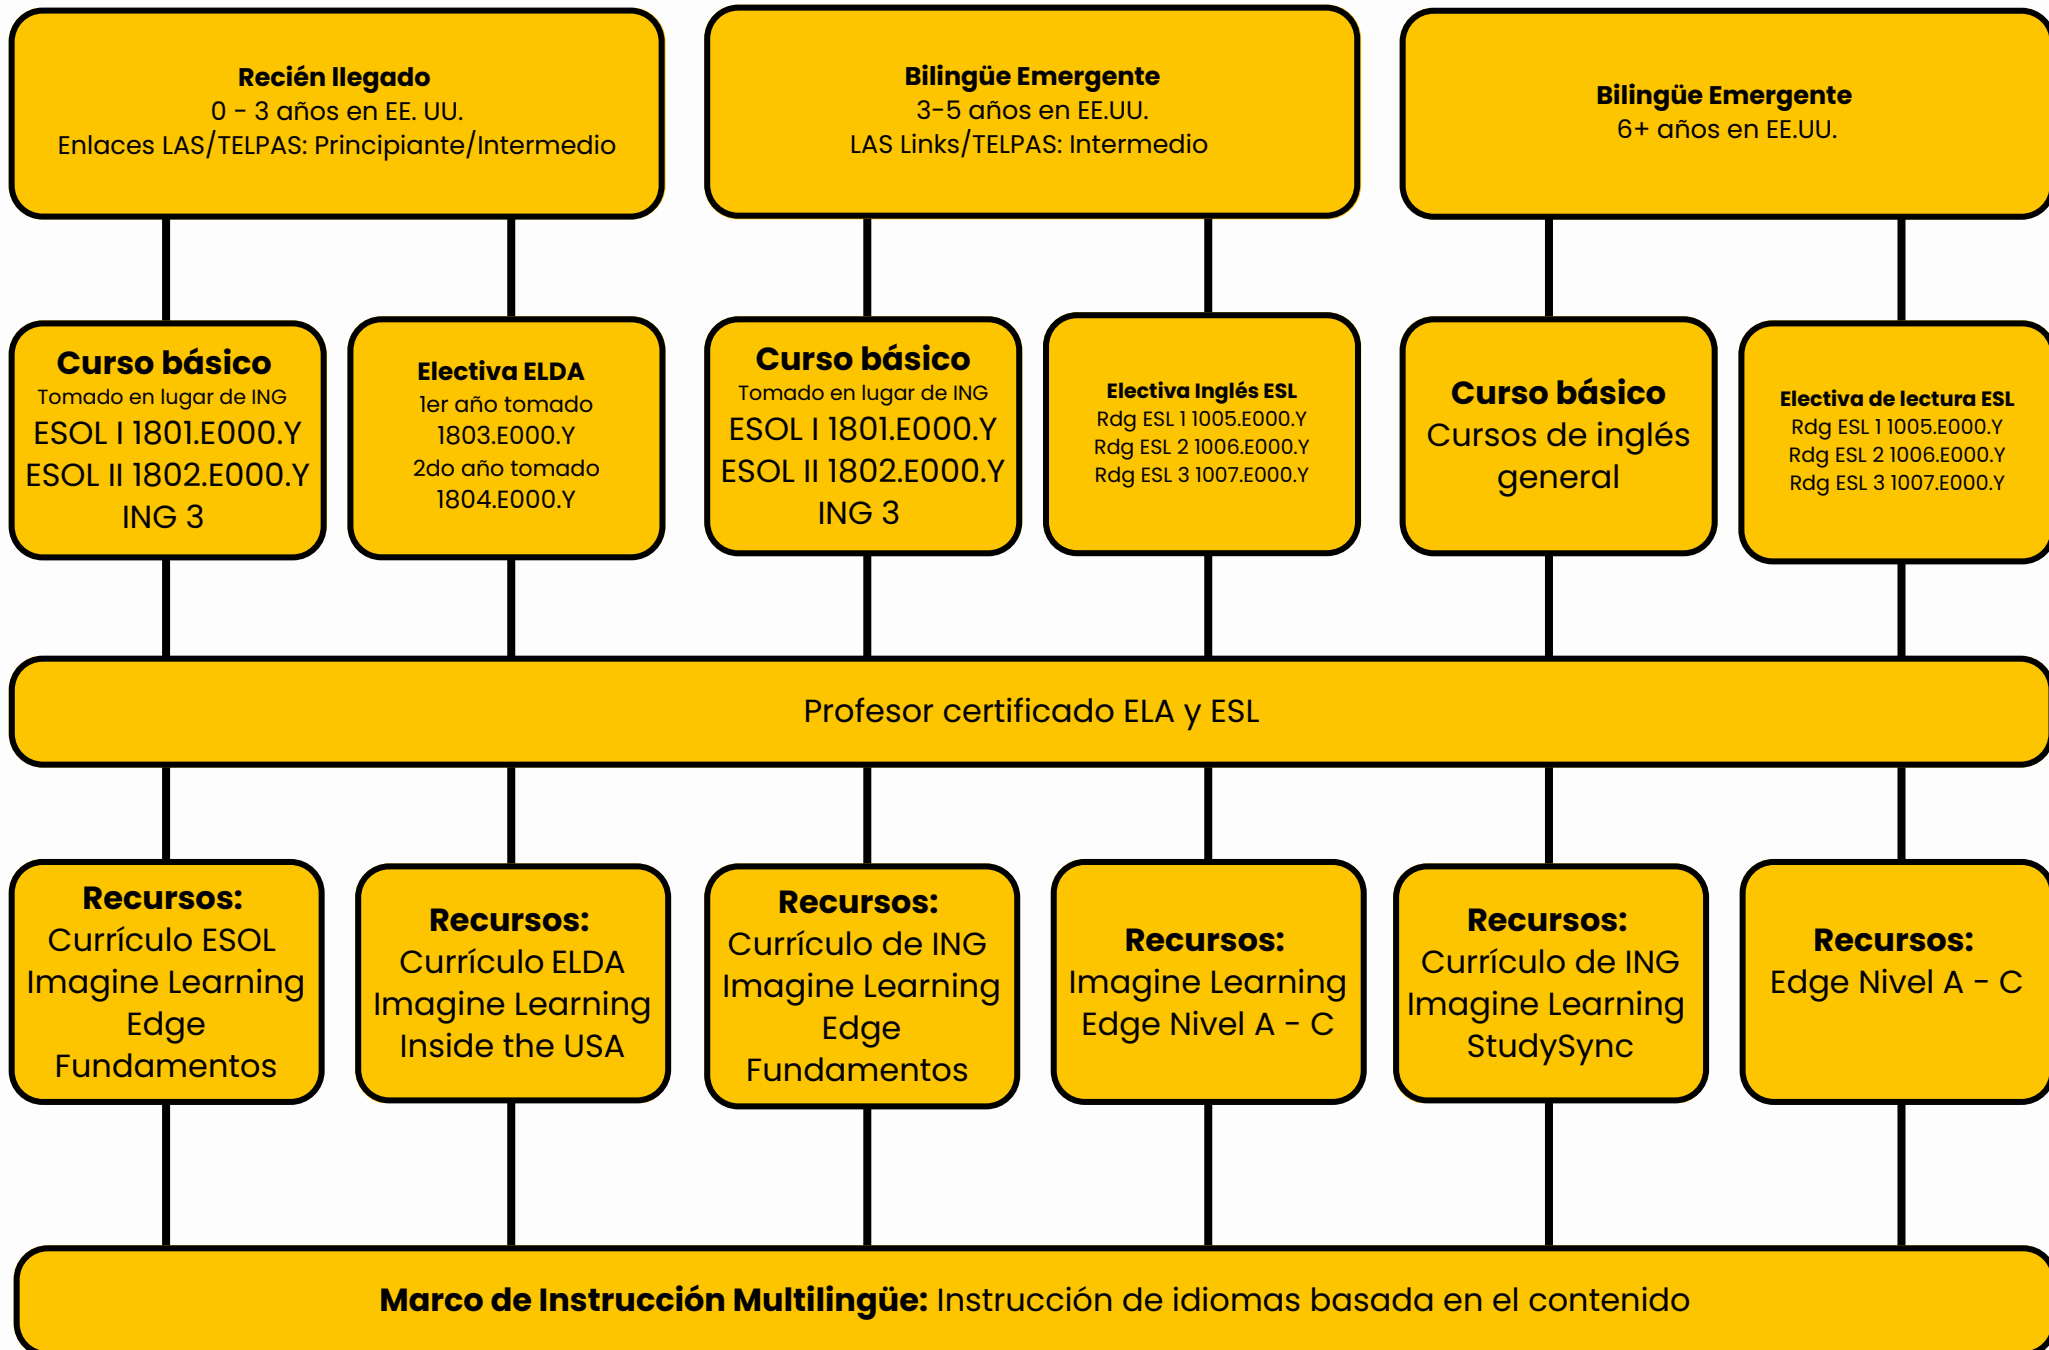 Recién llegado
0 - 3 años en EE. UU.
Enlaces LAS/TELPAS: Principiante/Intermedio
Bilingüe Emergente
3-5 años en EE.UU.
LAS Links/TELPAS: Intermedio
Bilingüe Emergente
6+ años en EE.UU.
Curso básico
Tomado en lugar de ING
ESOL I 1801.E000.Y
ESOL II 1802.E000.Y
ING 3
Electiva ELDA
1er año tomado
1803.E000.Y
2do año tomado
1804.E000.Y
Curso básico
Tomado en lugar de ING
ESOL I 1801.E000.Y
ESOL II 1802.E000.Y
ING 3
Electiva Inglés ESL
Rdg ESL 1 1005.E000.Y
Rdg ESL 2 1006.E000.Y
Rdg ESL 3 1007.E000.Y
Curso básico
Cursos de inglés
general
Electiva de lectura ESL
Rdg ESL 1 1005.E000.Y
Rdg ESL 2 1006.E000.Y
Rdg ESL 3 1007.E000.Y
Profesor certificado ELA y ESL
Recursos:
Currículo ESOL
Imagine Learning
Edge
Fundamentos
Recursos:
Currículo ELDA
Imagine Learning
Inside the USA
Recursos:
Currículo de ING
Imagine Learning
Edge
Fundamentos
Recursos:
Imagine Learning
Edge Nivel A - C
Recursos:
Currículo de ING
Imagine Learning
StudySync
Recursos:
Edge Nivel A - C
Marco de Instrucción Multilingüe: Instrucción de idiomas basada en el contenido